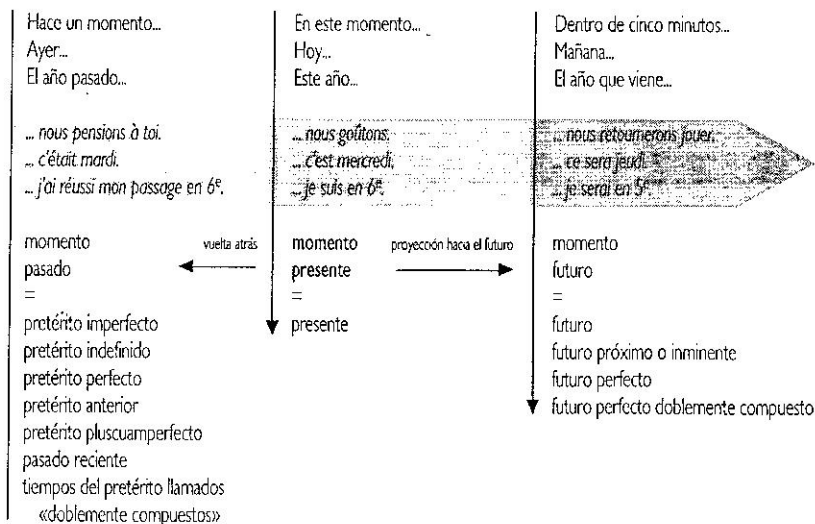 Hace un momento...
Ayer...
El año pasado...
... nous pensions à toi.
... c'était mardi.
... j'ai réussi mon passage en 6e.
momento
pasado
=
pretérito imperfecto
pretérito indefinido
pretérito perfecto
pretérito anterior
pretérito pluscuamperfecto
pasado reciente
tiempos del pretérito llamados
«doblemente compuestos»
vuelta atrás
En este momento...
Hoy...
Este año...
... nous goûtons.
... c'est mercredi.
... je suis en 6e.
momento
presente
=
presente
proyección hacia el futuro
Dentro de cinco minutos...
Mañana...
El año que viene...
... nous retournerons jouer.
... ce sera jeudi.
... je serai en 5e.
momento
futuro
=
futuro
futuro próximo o inminente
futuro perfecto
futuro perfecto doblemente compuesto